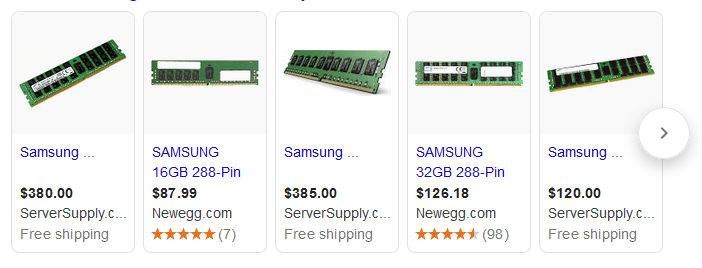 Samsung ...
$380.00
ServerSupply.c...
Free shipping
SAMSUNG
16GB 288-Pin
$87.99
Newegg.com
(7)
Samsung ...
$385.00
ServerSupply.c...
Free shipping
SAMSUNG
32GB 288-Pin
$126.18
Newegg.com
(98)
Samsung ...
$120.00
ServerSupply.c...
Free shipping